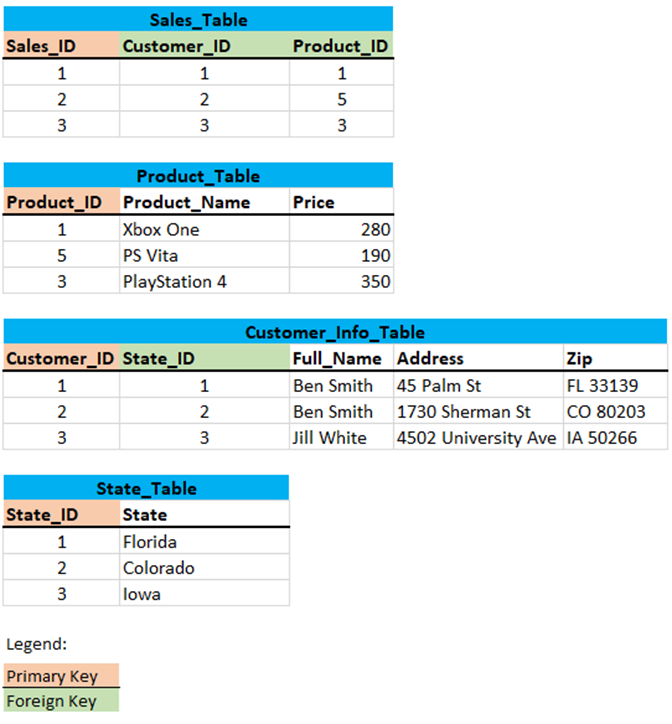 Sales_Table
Sales_ID Customer_ID Product_ID
1 1 1
2 2 5
3 3 3
Product_Table
Product_ID Product_Name Price
1 Xbox One 280
5 PS Vita 190
3 PlayStation 4 350
Customer_Info_Table
Customer_ID State_ID Full_Name Address Zip
1 1 Ben Smith 45 Palm St FL 33139
2 2 Ben Smith 1730 Sherman St CO 80203
3 3 Jill White 4502 University Ave IA 50266
State_Table
State_ID State
1 Florida
2 Colorado
3 Iowa
Legend:
Primary Key
Foreign Key